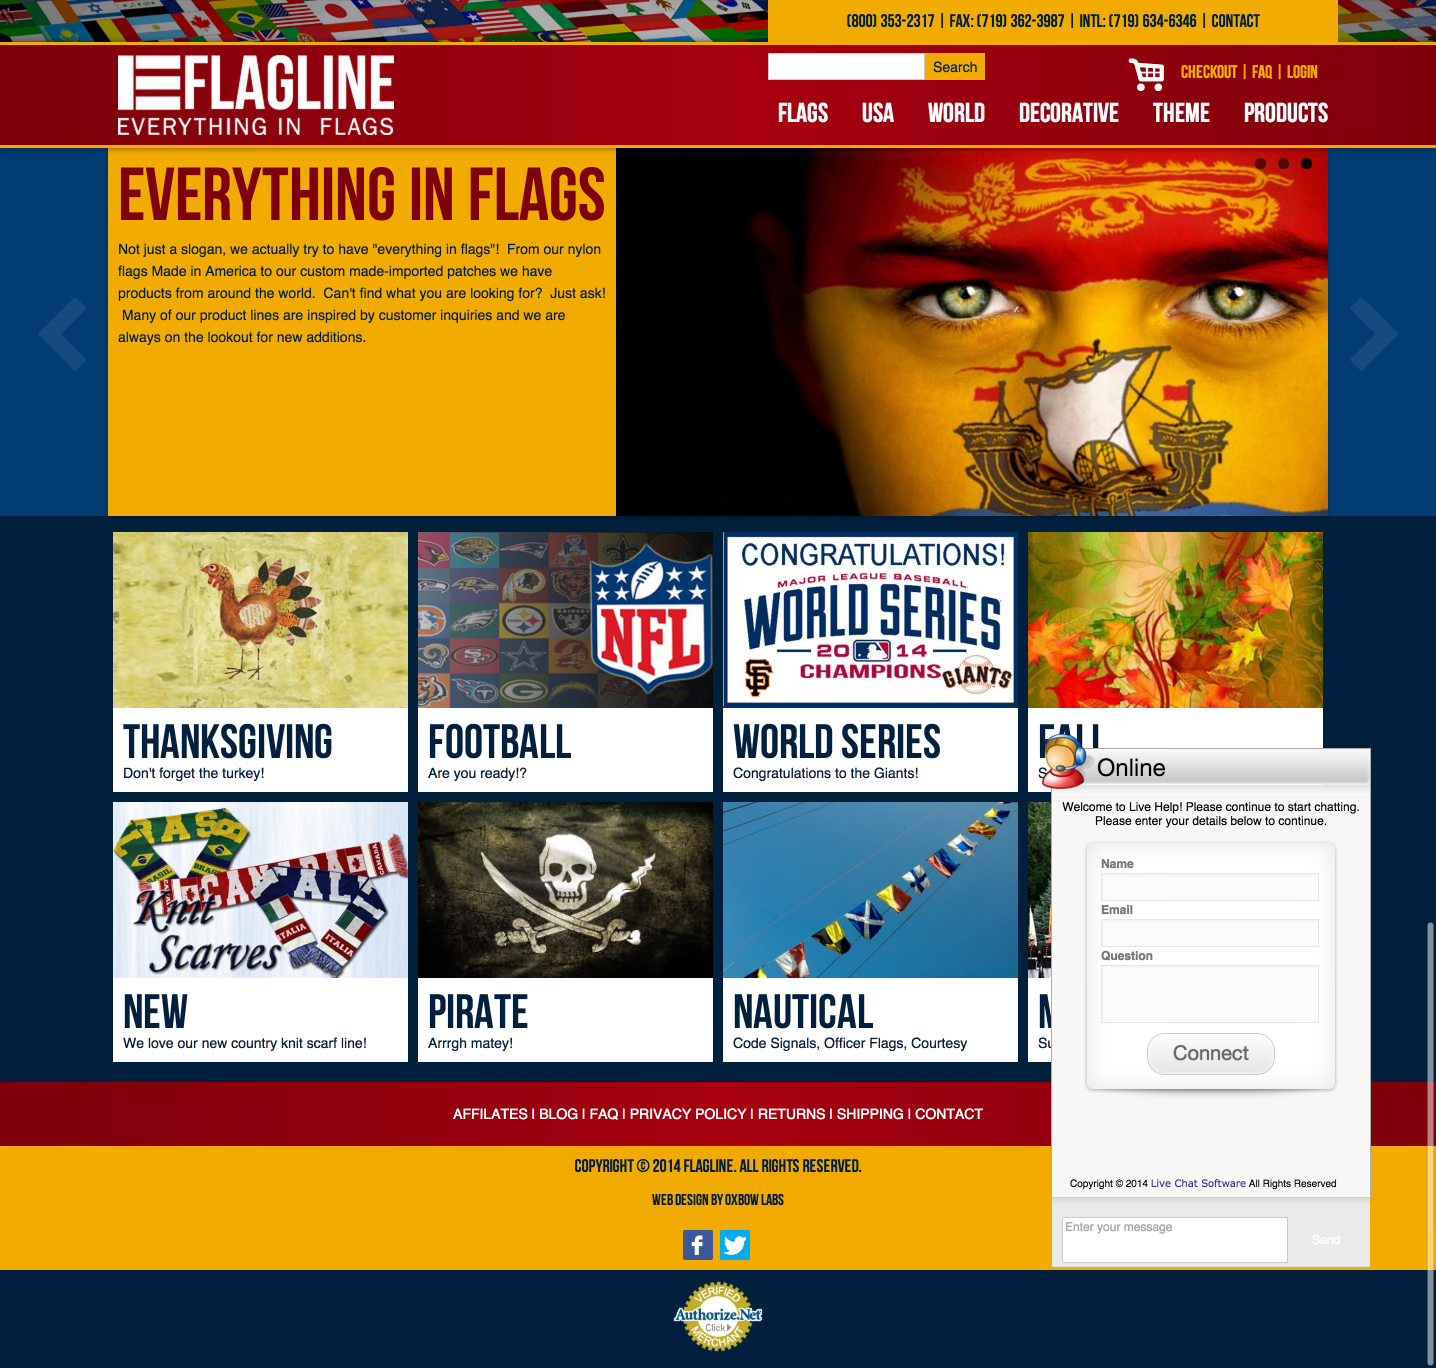 (800) 353-2317 | FAX: (719) 362-3987 | INTL: (719) 634-6346 | CONTACT
FLAGLINE
EVERYTHING IN FLAGS
Search
CHECKOUT | FAQ | LOGIN
FLAGS USA WORLD DECORATIVE THEME PRODUCTS
EVERYTHING IN FLAGS
Not just a slogan, we actually try to have "everything in flags"! From our nylon
flags Made in America to our custom made-imported patches we have
products from around the world. Can't find what you are looking for? Just ask!
Many of our product lines are inspired by customer inquiries and we are
always on the lookout for new additions.
NFL
CONGRATULATIONS!
MAJOR LEAGUE BASEBALL
WORLD SERIES
2014
CHAMPIONS
SF
GIANTS
THANKSGIVING
Don't forget the turkey!
FOOTBALL
Are you ready!?
WORLD SERIES
Congratulations to the Giants!
FALL
Online
Welcome to Live Help! Please continue to start chatting.
Please enter your details below to continue.
Name
Email
Question
Connect
BRASIL
CANADA
ITALIA
ITALIA
Knit
Scarves
NEW
We love our new country knit scarf line!
PIRATE
Arrrgh matey!
NAUTICAL
Code Signals, Officer Flags, Courtesy
Copyright © 2014 Live Chat Software All Rights Reserved
Enter your message
Send
AFFILATES | BLOG | FAQ | PRIVACY POLICY | RETURNS | SHIPPING | CONTACT
COPYRIGHT © 2014 FLAGLINE. ALL RIGHTS RESERVED.
WEB DESIGN BY OXBOW LABS
VERIFIED
Authorize.Net
Click
MERCHANT